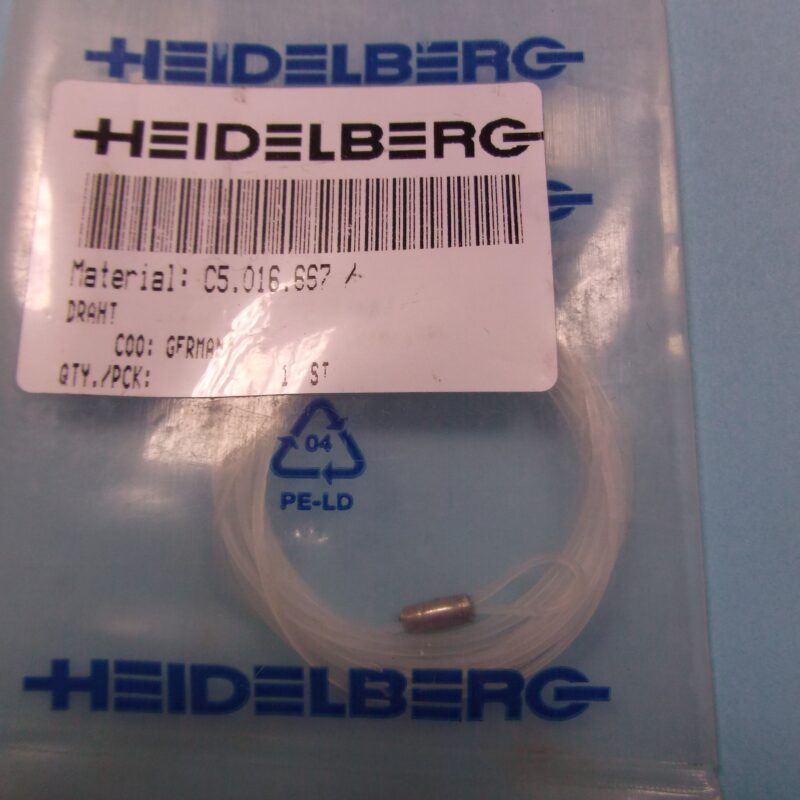 HEIDELBERG
HEIDELBERG
Material: C5.016.667 /
DRAHT
COO: GERMAN
QTY./PCK: 1 ST
04
PE-LD
HEIDELBERG